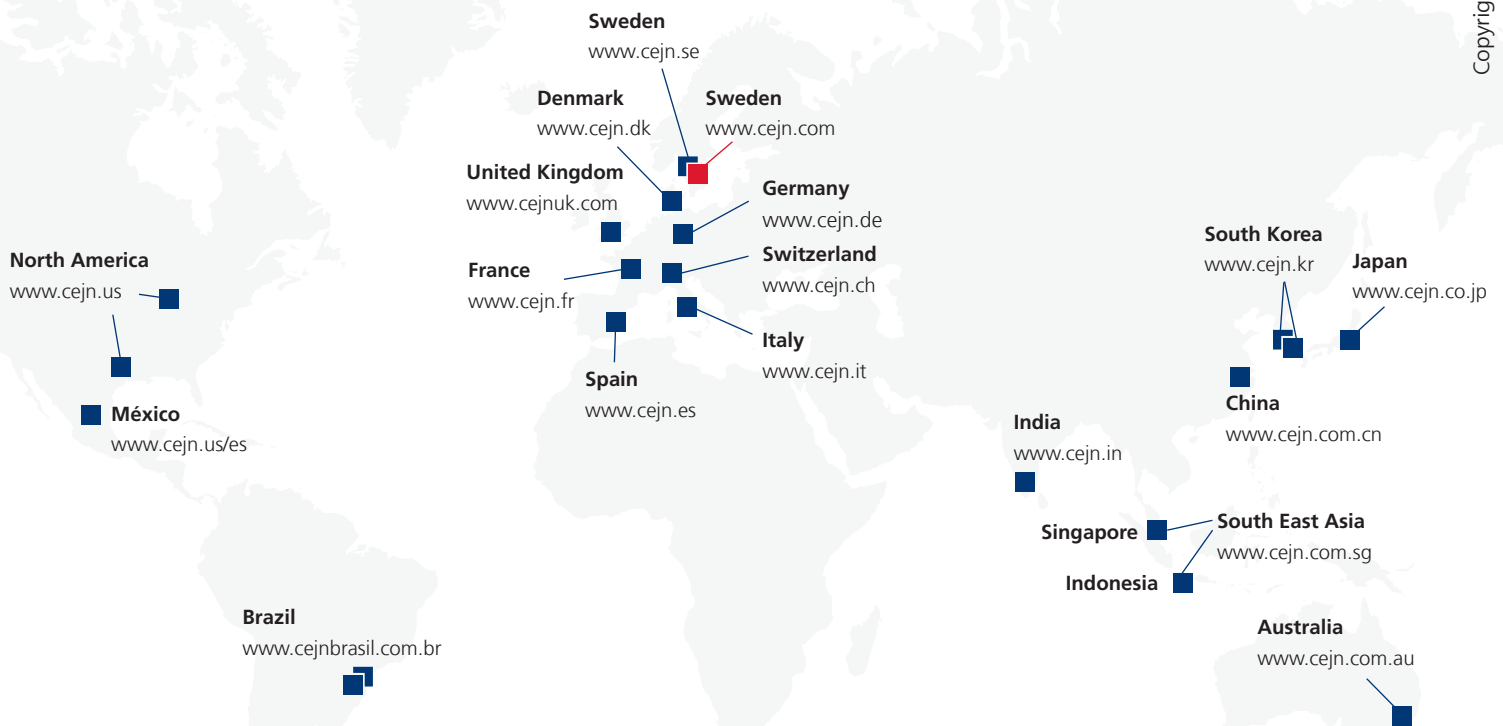 Copyrig
Sweden
www.cejn.se
Denmark
www.cejn.dk
Sweden
www.cejn.com
United Kingdom
www.cejnuk.com
Germany
www.cejn.de
North America
www.cejn.us
France
www.cejn.fr
Switzerland
www.cejn.ch
South Korea
www.cejn.kr
Japan
www.cejn.co.jp
Italy
www.cejn.it
Spain
www.cejn.es
México
www.cejn.us/es
China
www.cejn.com.cn
India
www.cejn.in
Singapore
South East Asia
www.cejn.com.sg
Indonesia
Brazil
www.cejnbrasil.com.br
Australia
www.cejn.com.au